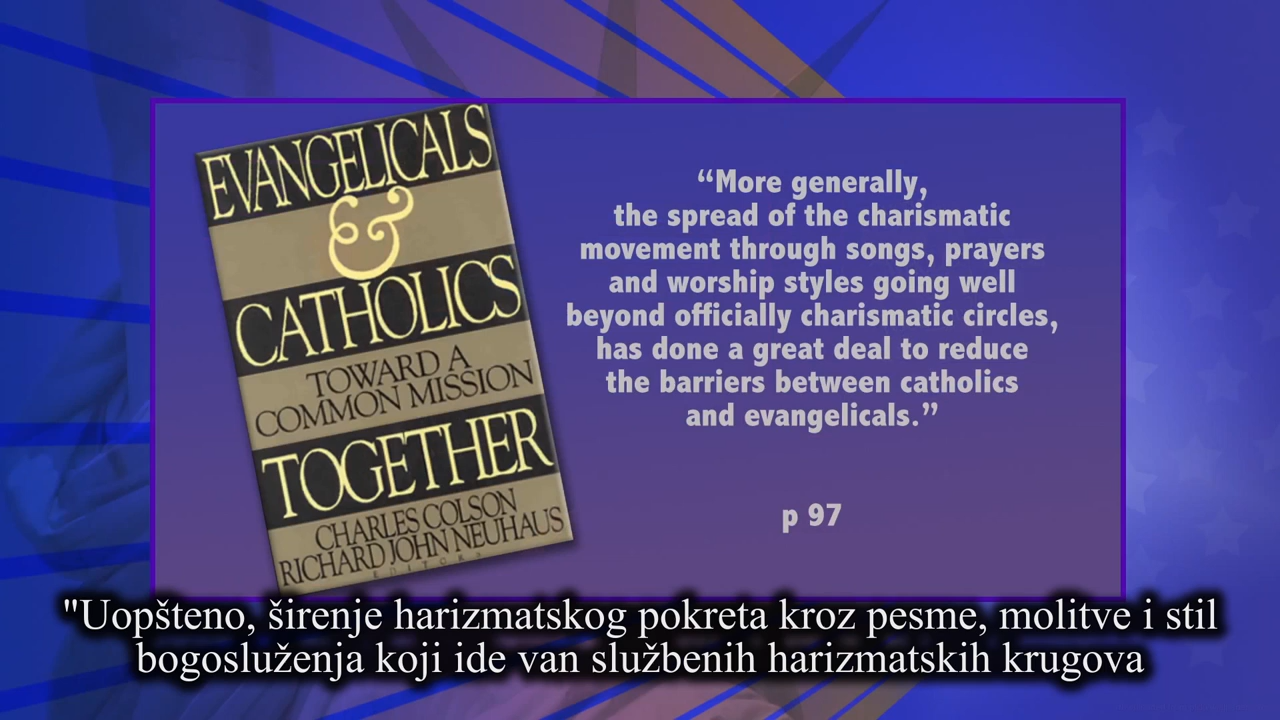 EVANGELICALS
&
CATHOLICS
TOWARD A
COMMON MISSION
TOGETHER
CHARLES COLSON
RICHARD JOHN NEUHAUS
EDITORS
“More generally,
the spread of the charismatic
movement through songs, prayers
and worship styles going well
beyond officially charismatic circles,
has done a great deal to reduce
the barriers between catholics
and evangelicals.”
p 97
"Uopšteno, širenje harizmatskog pokreta kroz pesme, molitve i stil
bogosluženja koji ide van službenih harizmatskih krugova